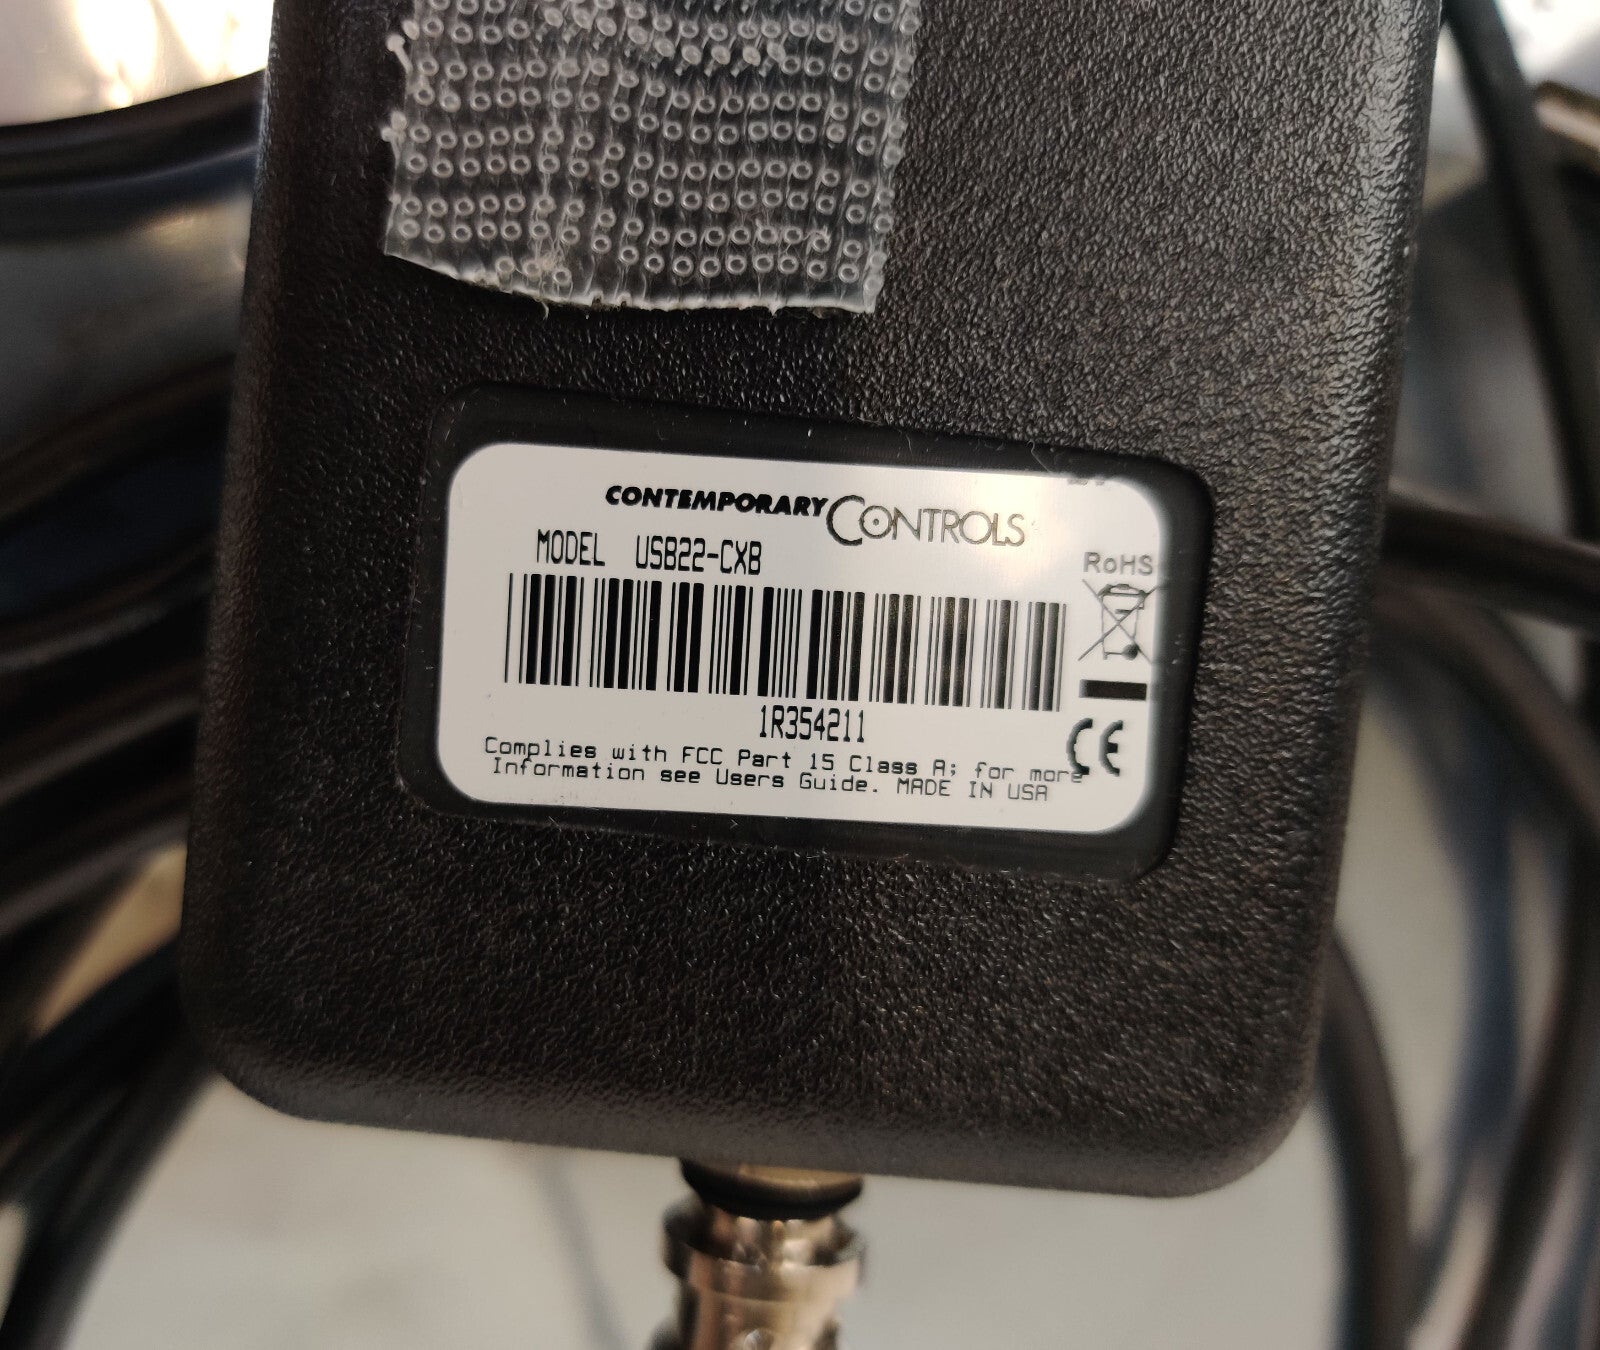 CONTEMPORARY CONTROLS
MODEL USB22-CXB
RoHS
1R354211
CE
Complies with FCC Part 15 Class A; for more
Information see Users Guide. MADE IN USA